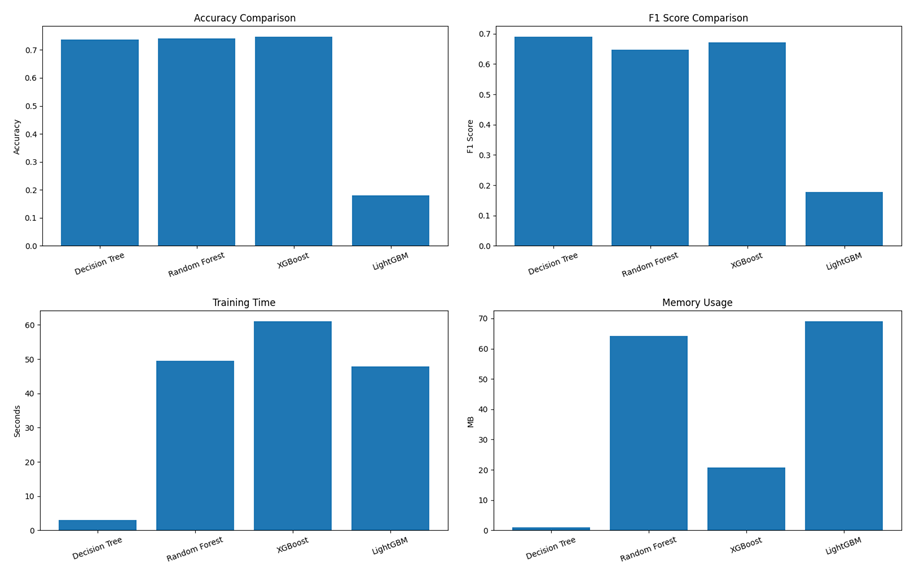 Accuracy Comparison
0.7
0.6
0.5
0.4
0.3
0.2
0.1
0.0
Accuracy
Decision Tree
Random Forest
XGBoost
LightGBM
F1 Score Comparison
0.7
0.6
0.5
0.4
0.3
0.2
0.1
0.0
F1 Score
Decision Tree
Random Forest
XGBoost
LightGBM
Training Time
60
50
40
30
20
10
0
Seconds
Decision Tree
Random Forest
XGBoost
LightGBM
Memory Usage
70
60
50
40
30
20
10
0
MB
Decision Tree
Random Forest
XGBoost
LightGBM